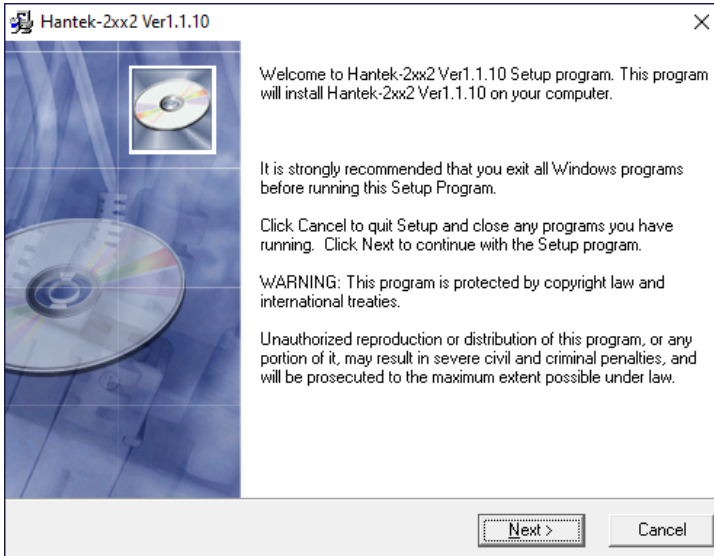 Hantek-2xx2 Ver1.1.10
Welcome to Hantek-2xx2 Ver1.1.10 Setup program. This program
will install Hantek-2xx2 Ver1.1.10 on your computer.
It is strongly recommended that you exit all Windows programs
before running this Setup Program.
Click Cancel to quit Setup and close any programs you have
running. Click Next to continue with the Setup program.
WARNING: This program is protected by copyright law and
international treaties.
Unauthorized reproduction or distribution of this program, or any
portion of it, may result in severe civil and criminal penalties, and
will be prosecuted to the maximum extent possible under law.
Next > Cancel